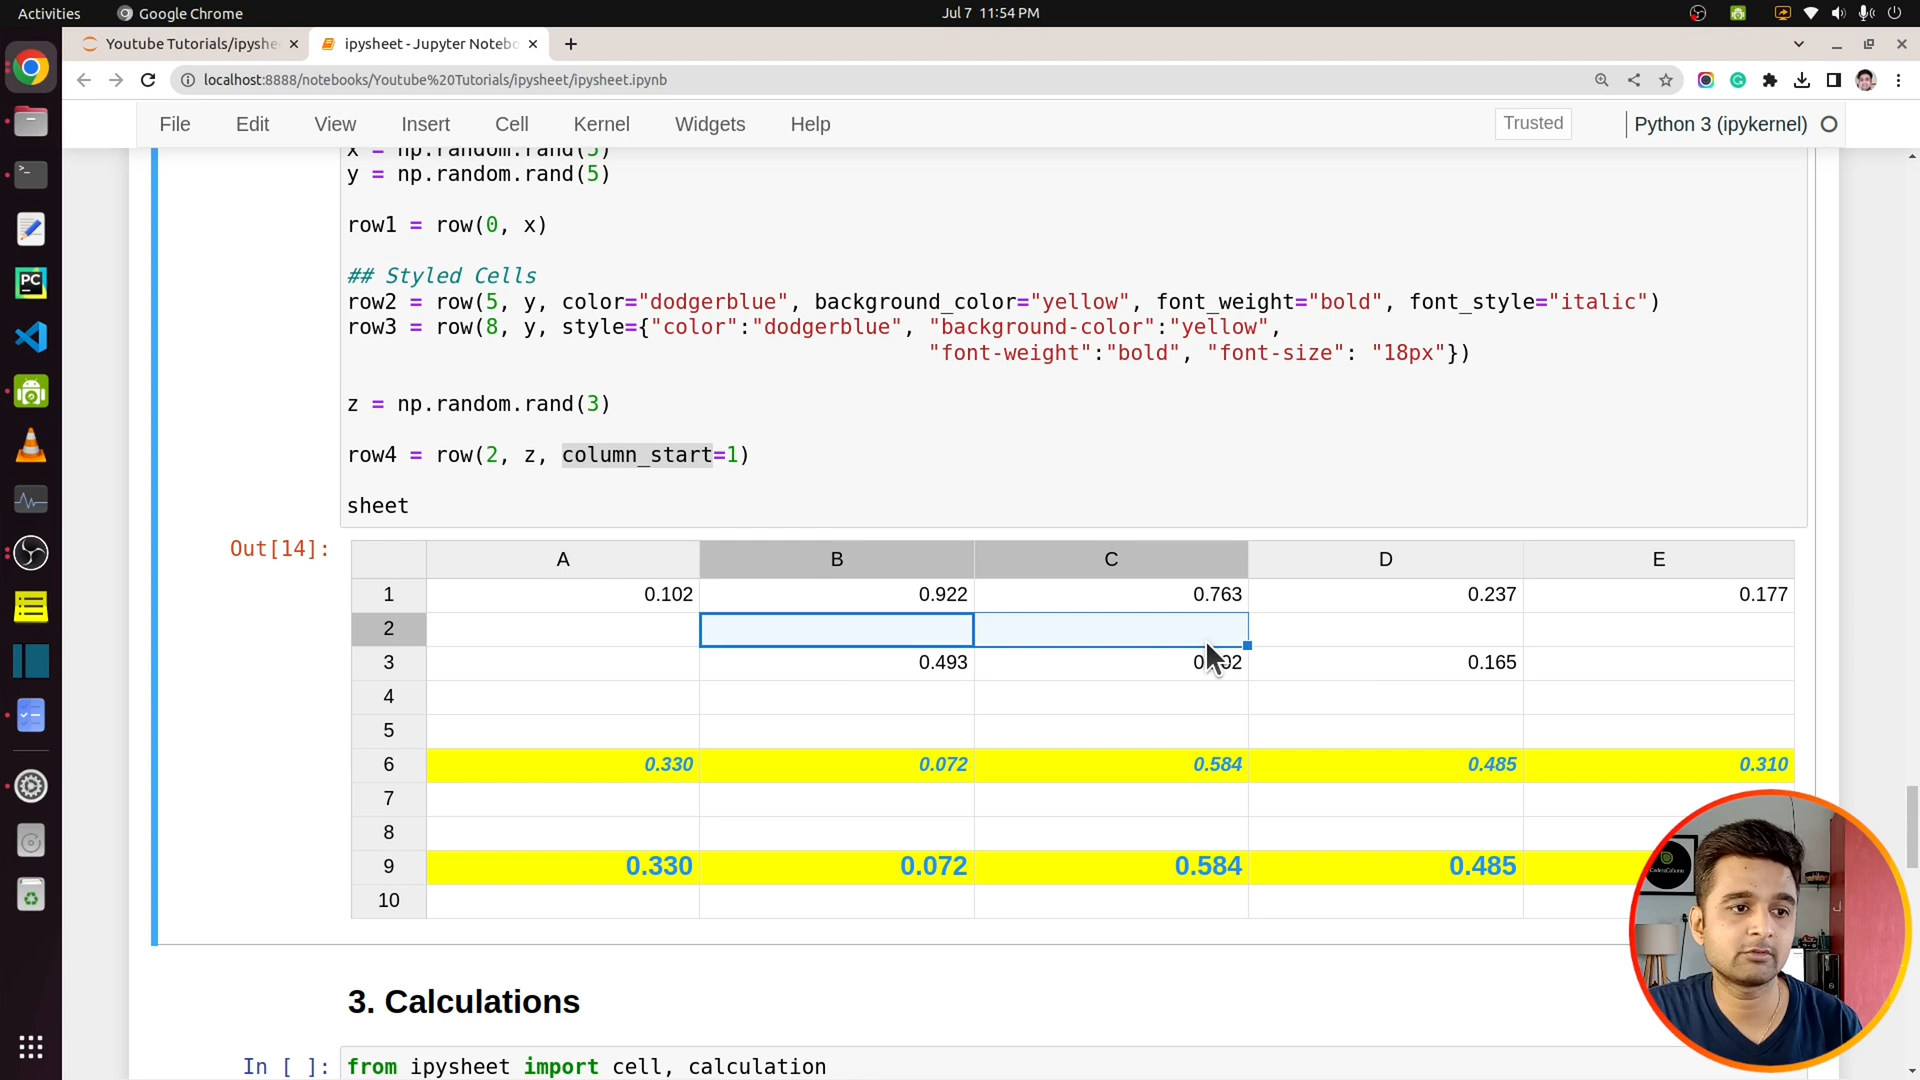 Activities Google Chrome Jul 7 11:54 PM
Youtube Tutorials/ipyshe ipysheet - Jupyter Notebo
localhost:8888/notebooks/Youtube%20Tutorials/ipysheet/ipysheet.ipynb
File Edit View Insert Cell Kernel Widgets Help Trusted Python 3 (ipykernel)
x = np.random.rand(5)
y = np.random.rand(5)
row1 = row(0, x)
## Styled Cells
row2 = row(5, y, color="dodgerblue", background_color="yellow", font_weight="bold", font_style="italic")
row3 = row(8, y, style={"color":"dodgerblue", "background-color":"yellow",
"font-weight":"bold", "font-size": "18px"})
z = np.random.rand(3)
row4 = row(2, z, column_start=1)
sheet
Out[14]:
A B C D E
1 0.102 0.922 0.763 0.237 0.177
2
3 0.493 0.165
4
5
6 0.330 0.072 0.584 0.485 0.310
7
8
9 0.330 0.072 0.584 0.485
10
3. Calculations
In [ ]: from ipysheet import cell, calculation